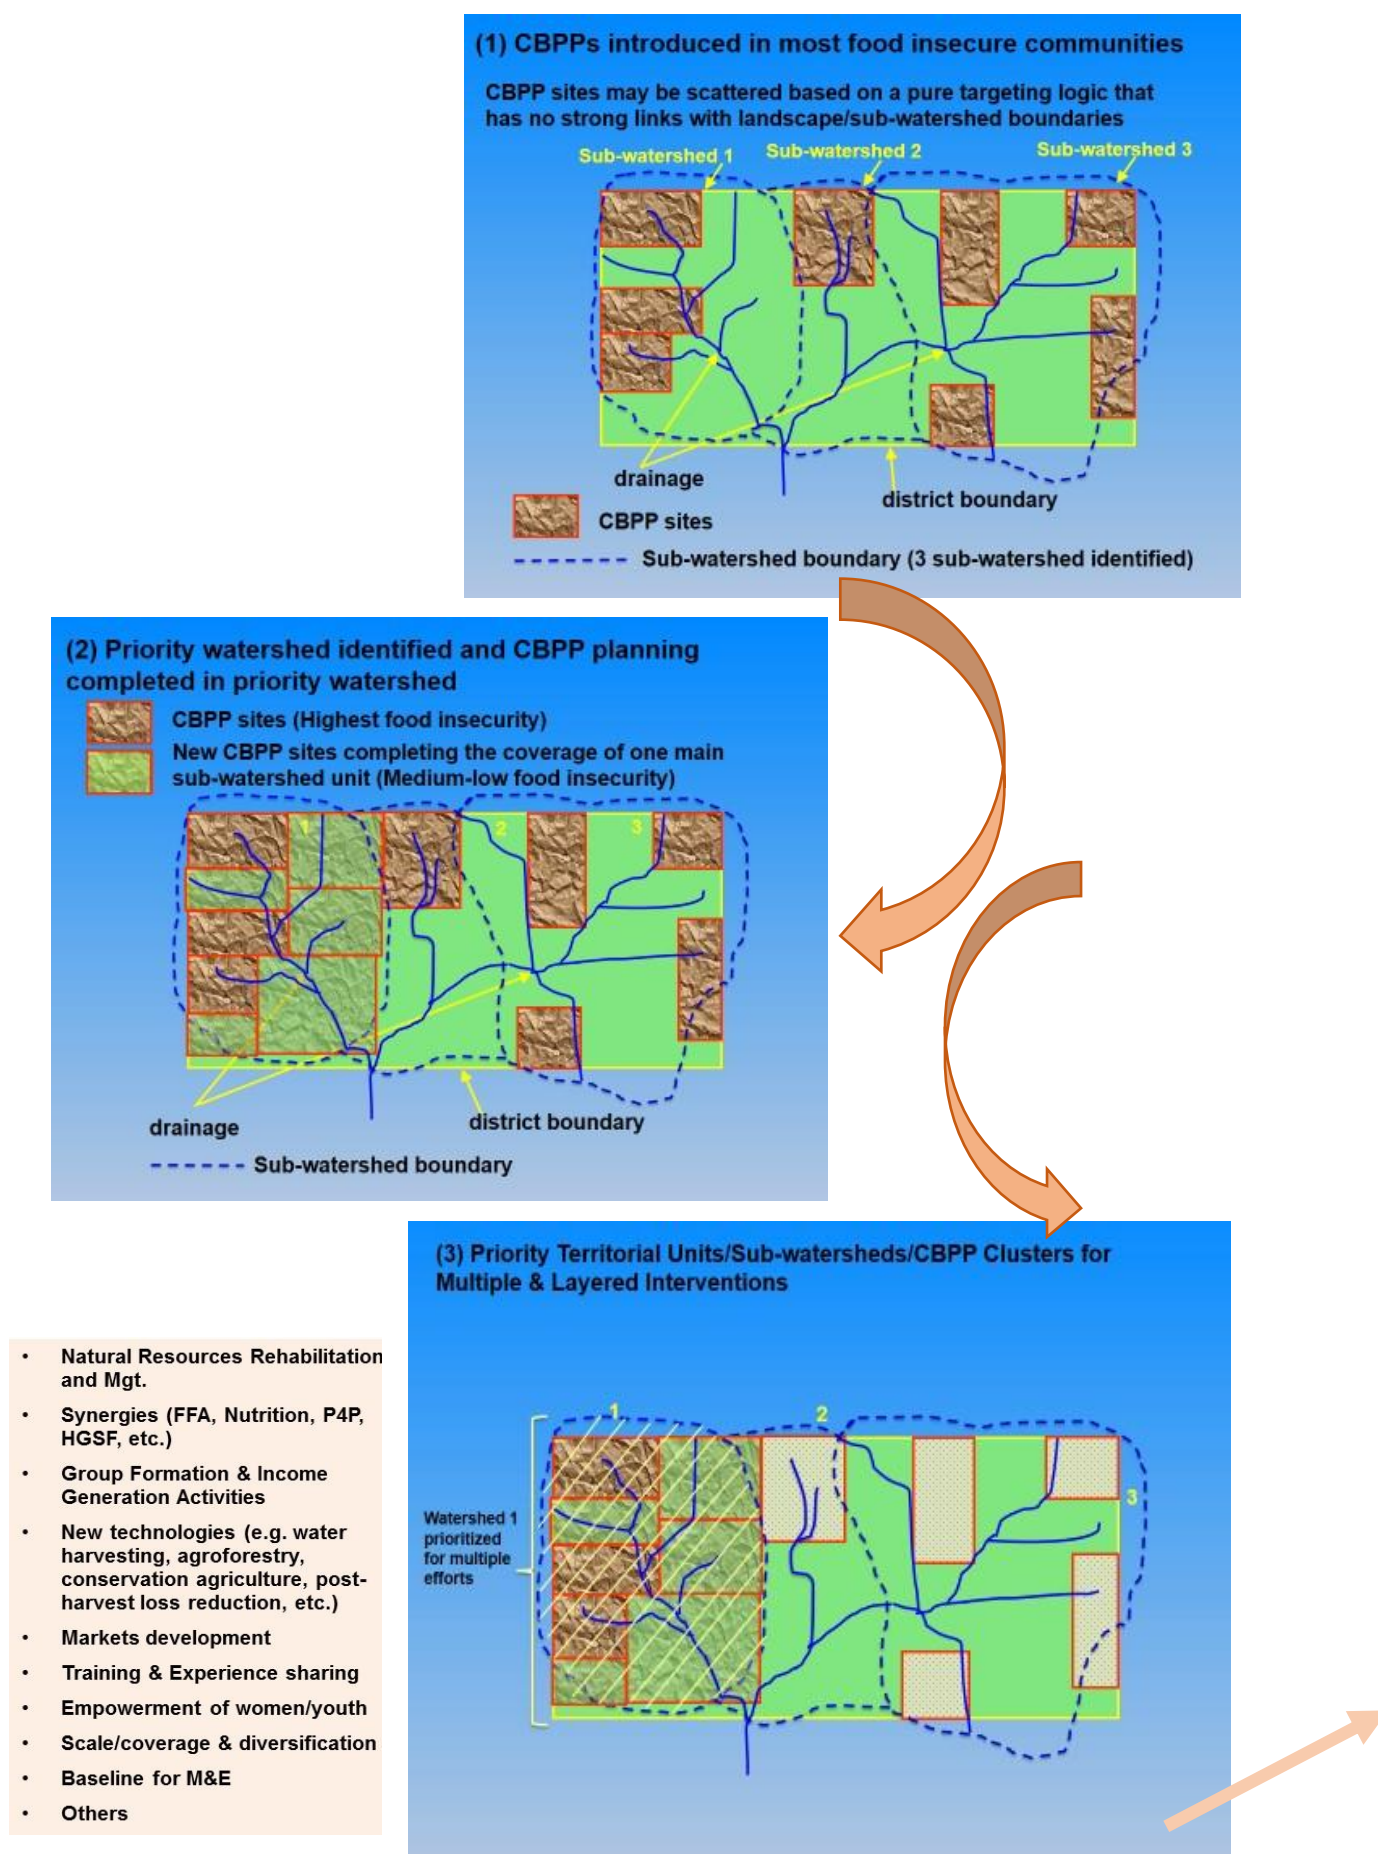 (1) CBPPs introduced in most food insecure communities
CBPP sites may be scattered based on a pure targeting logic that
has no strong links with landscape/sub-watershed boundaries
Sub-watershed 1
Sub-watershed 2
Sub-watershed 3
drainage
district boundary
CBPP sites
Sub-watershed boundary (3 sub-watershed identified)
(2) Priority watershed identified and CBPP planning
completed in priority watershed
CBPP sites (Highest food insecurity)
New CBPP sites completing the coverage of one main
sub-watershed unit (Medium-low food insecurity)
1
2
3
drainage
district boundary
Sub-watershed boundary
(3) Priority Territorial Units/Sub-watersheds/CBPP Clusters for
Multiple & Layered Interventions
1
2
3
Watershed 1
prioritized
for multiple
efforts
• Natural Resources Rehabilitation
and Mgt.
• Synergies (FFA, Nutrition, P4P,
HGSF, etc.)
• Group Formation & Income
Generation Activities
• New technologies (e.g. water
harvesting, agroforestry,
conservation agriculture, post-
harvest loss reduction, etc.)
• Markets development
• Training & Experience sharing
• Empowerment of women/youth
• Scale/coverage & diversification
• Baseline for M&E
• Others